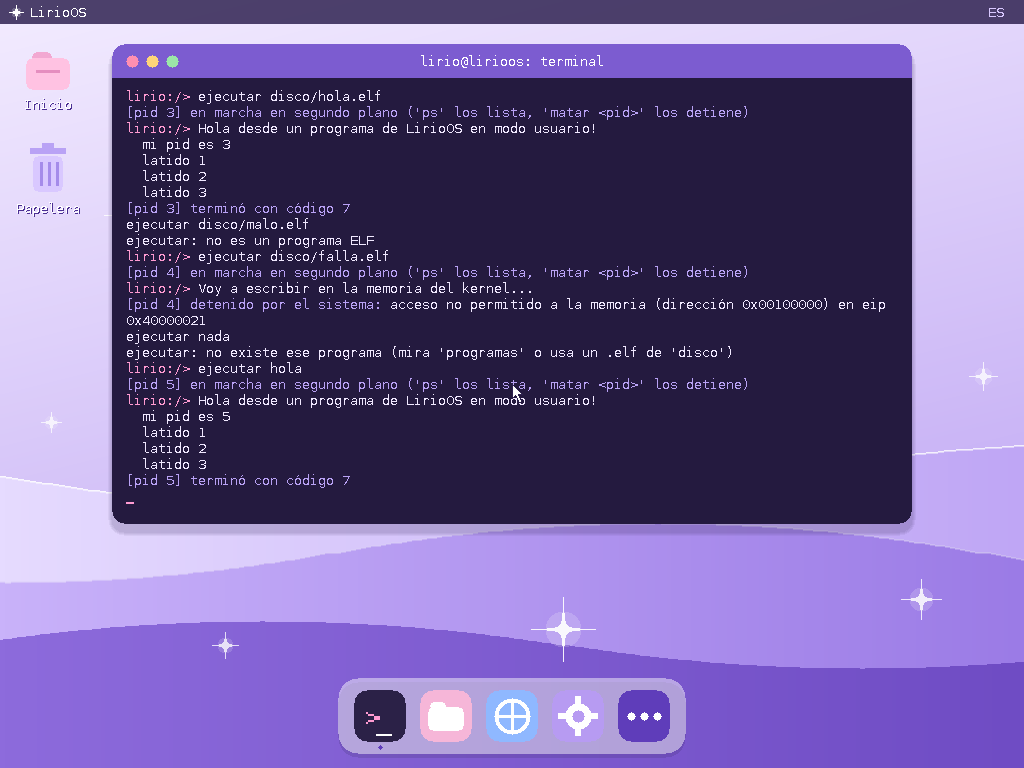 LirioOS
ES
Inicio
Papelera
lirio@lirioos: terminal
lirio:/> ejecutar disco/hola.elf
[pid 3] en marcha en segundo plano ('ps' los lista, 'matar <pid>' los detiene)
lirio:/> Hola desde un programa de LirioOS en modo usuario!
mi pid es 3
latido 1
latido 2
latido 3
[pid 3] terminó con código 7
ejecutar disco/malo.elf
ejecutar: no es un programa ELF
lirio:/> ejecutar disco/falla.elf
[pid 4] en marcha en segundo plano ('ps' los lista, 'matar <pid>' los detiene)
lirio:/> Voy a escribir en la memoria del kernel...
[pid 4] detenido por el sistema: acceso no permitido a la memoria (dirección 0x00100000) en eip
0x40000021
ejecutar nada
ejecutar: no existe ese programa (mira 'programas' o usa un .elf de 'disco')
lirio:/> ejecutar hola
[pid 5] en marcha en segundo plano ('ps' los lista, 'matar <pid>' los detiene)
lirio:/> Hola desde un programa de LirioOS en modo usuario!
mi pid es 5
latido 1
latido 2
latido 3
[pid 5] terminó con código 7